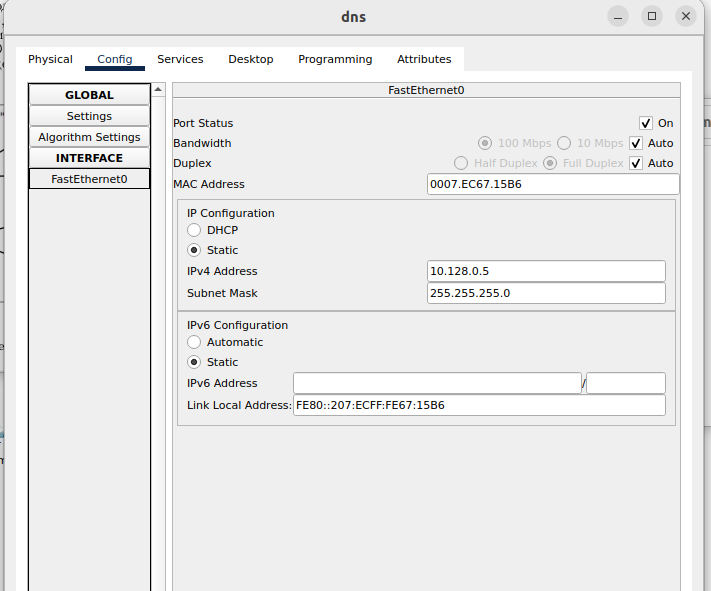 dns
Physical Config Services Desktop Programming Attributes
GLOBAL
Settings
Algorithm Settings
INTERFACE
FastEthernet0
FastEthernet0
Port Status On
Bandwidth 100 Mbps 10 Mbps Auto
Duplex Half Duplex Full Duplex Auto
MAC Address 0007.EC67.15B6
IP Configuration
DHCP
Static
IPv4 Address 10.128.0.5
Subnet Mask 255.255.255.0
IPv6 Configuration
Automatic
Static
IPv6 Address /
Link Local Address: FE80::207:ECFF:FE67:15B6